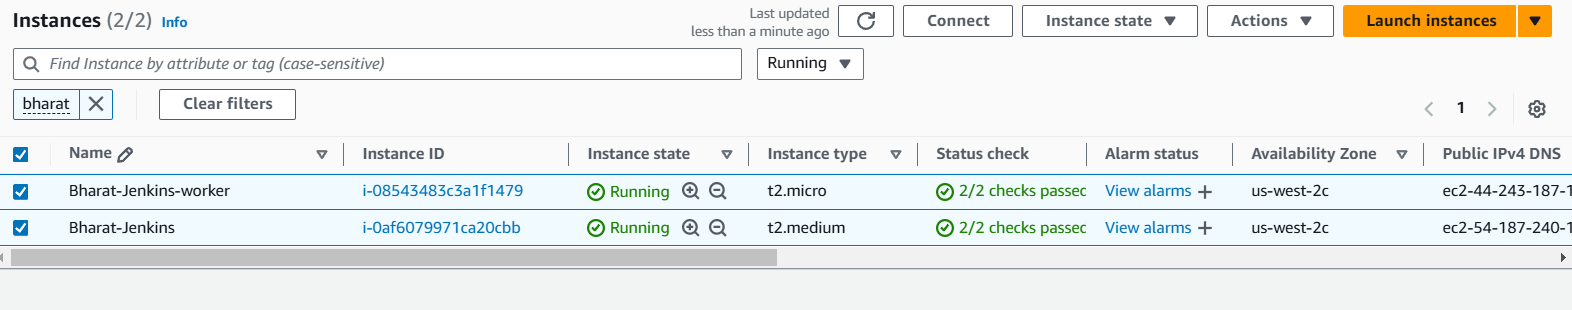 Instances (2/2) Info
Last updated
less than a minute ago
Connect Instance state Actions Launch instances
Find Instance by attribute or tag (case-sensitive)
Running
bharat Clear filters
1
Name Instance ID Instance state Instance type Status check Alarm status Availability Zone Public IPv4 DNS
Bharat-Jenkins-worker i-08543483c3a1f1479 Running t2.micro 2/2 checks passec View alarms + us-west-2c ec2-44-243-187-1
Bharat-Jenkins i-0af6079971ca20cbb Running t2.medium 2/2 checks passec View alarms + us-west-2c ec2-54-187-240-1